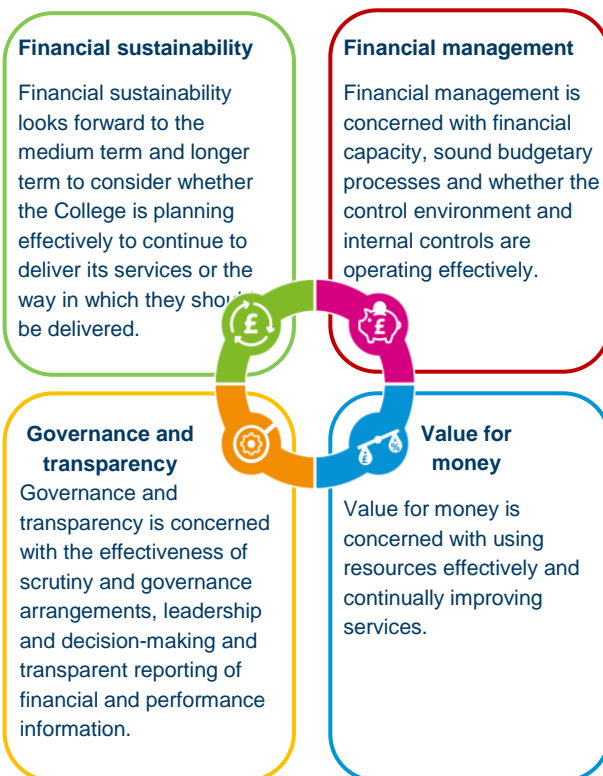 Financial sustainability
Financial sustainability
looks forward to the
medium term and longer
term to consider whether
the College is planning
effectively to continue to
deliver its services or the
way in which they should
be delivered.
Financial management
Financial management is
concerned with financial
capacity, sound budgetary
processes and whether the
control environment and
internal controls are
operating effectively.
£
£
Governance and
transparency
Governance and
transparency is concerned
with the effectiveness of
scrutiny and governance
arrangements, leadership
and decision-making and
transparent reporting of
financial and performance
information.
£ %
Value for
money
Value for money is
concerned with using
resources effectively and
continually improving
services.